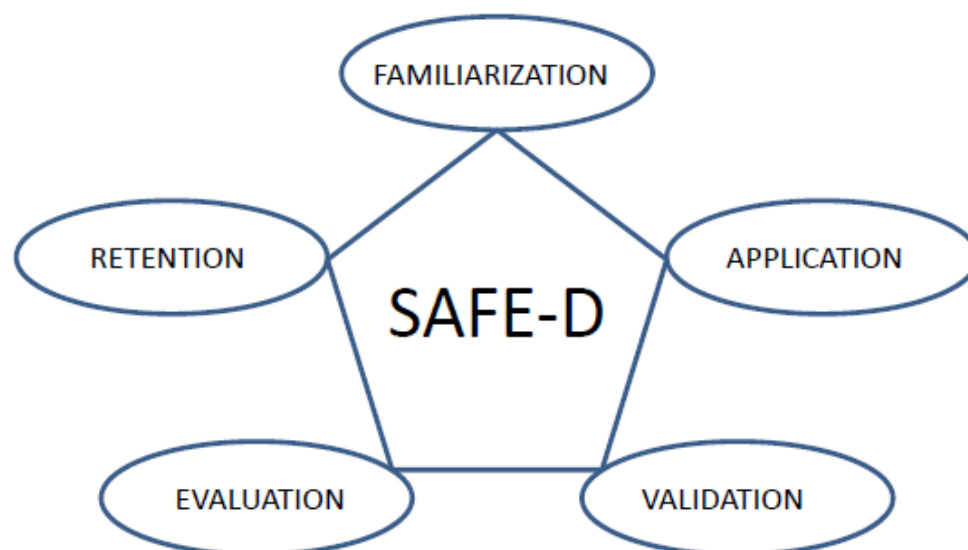 FAMILIARIZATION
RETENTION
APPLICATION
SAFE-D
EVALUATION
VALIDATION